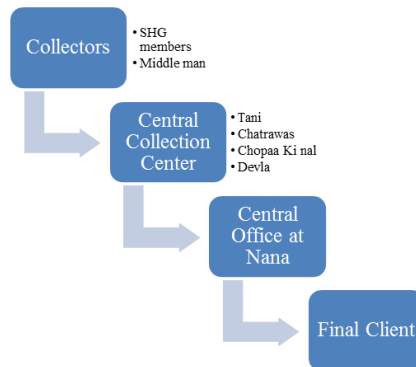 Collectors
• SHG
members
• Middle man
Central
Collection
Center
• Tani
• Chatrawas
• Chopaa Ki nal
• Devla
Central
Office at
Nana
Final Client